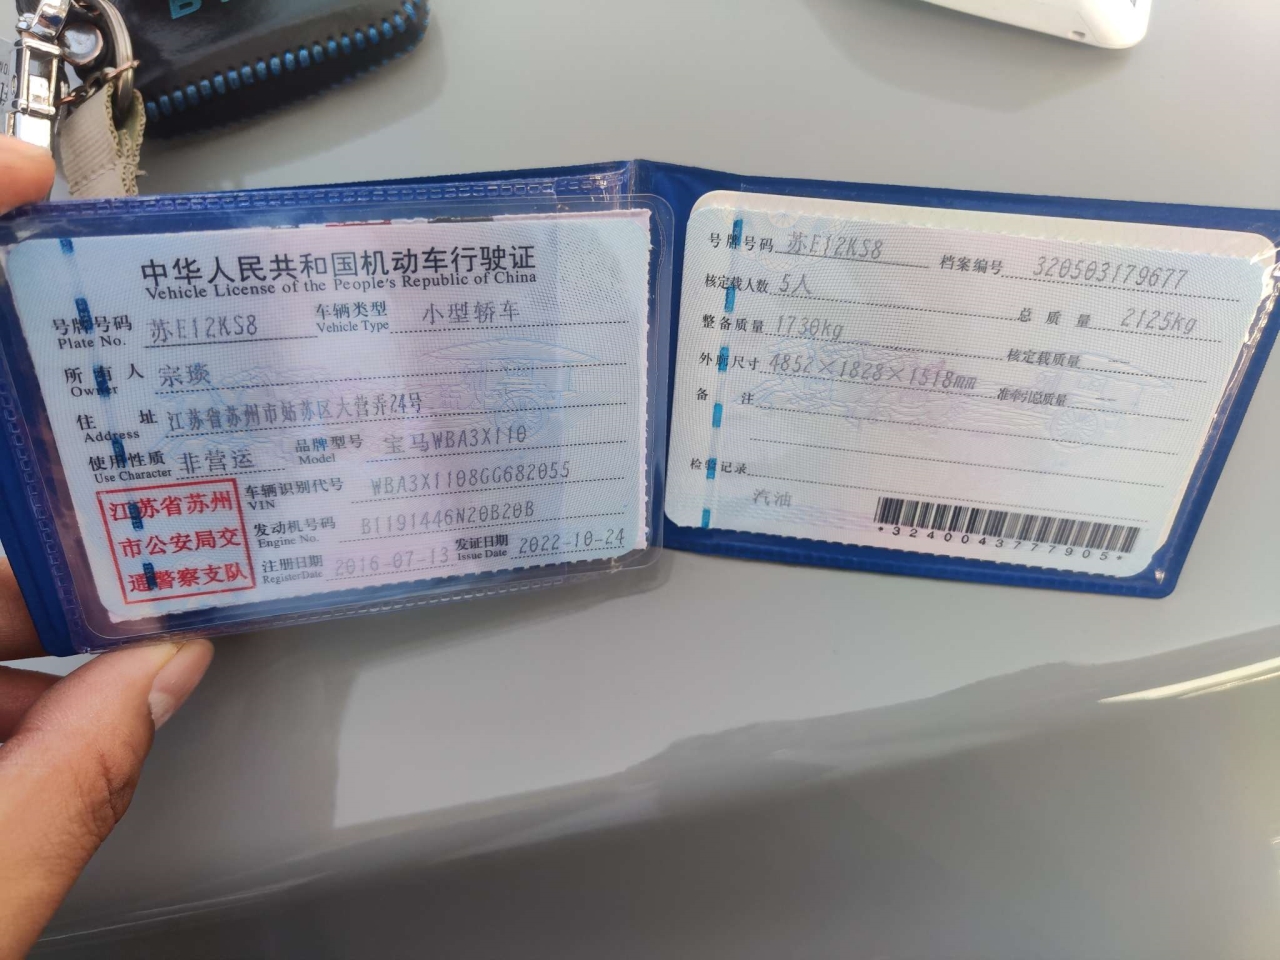 中华人民共和国机动车行驶证
Vehicle License of the People's Republic of China
号牌号码 苏E12KS8 车辆类型 小型轿车
Plate No. Vehicle Type
所有人 宗琰
Owner
住址 江苏省苏州市姑苏区大营弄24号
Address
使用性质 非营运 品牌型号 宝马WBA3X110
Use Character Model
车辆识别代号 WBA3X1108GG682055
VIN
发动机号码 B1191446N20B20B
Engine No.
注册日期 2016-07-13 发证日期 2022-10-24
Register Date Issue Date
江苏省苏州
市公安局交
通警察支队
号牌号码 苏E12KS8 档案编号 320503179677
核定载人数 5人 总质量 2125kg
整备质量 1730kg 核定载质量 --
外廓尺寸 4852×1828×1518mm 准牵引总质量 --
备注
检验记录
汽油
*3240043777905*